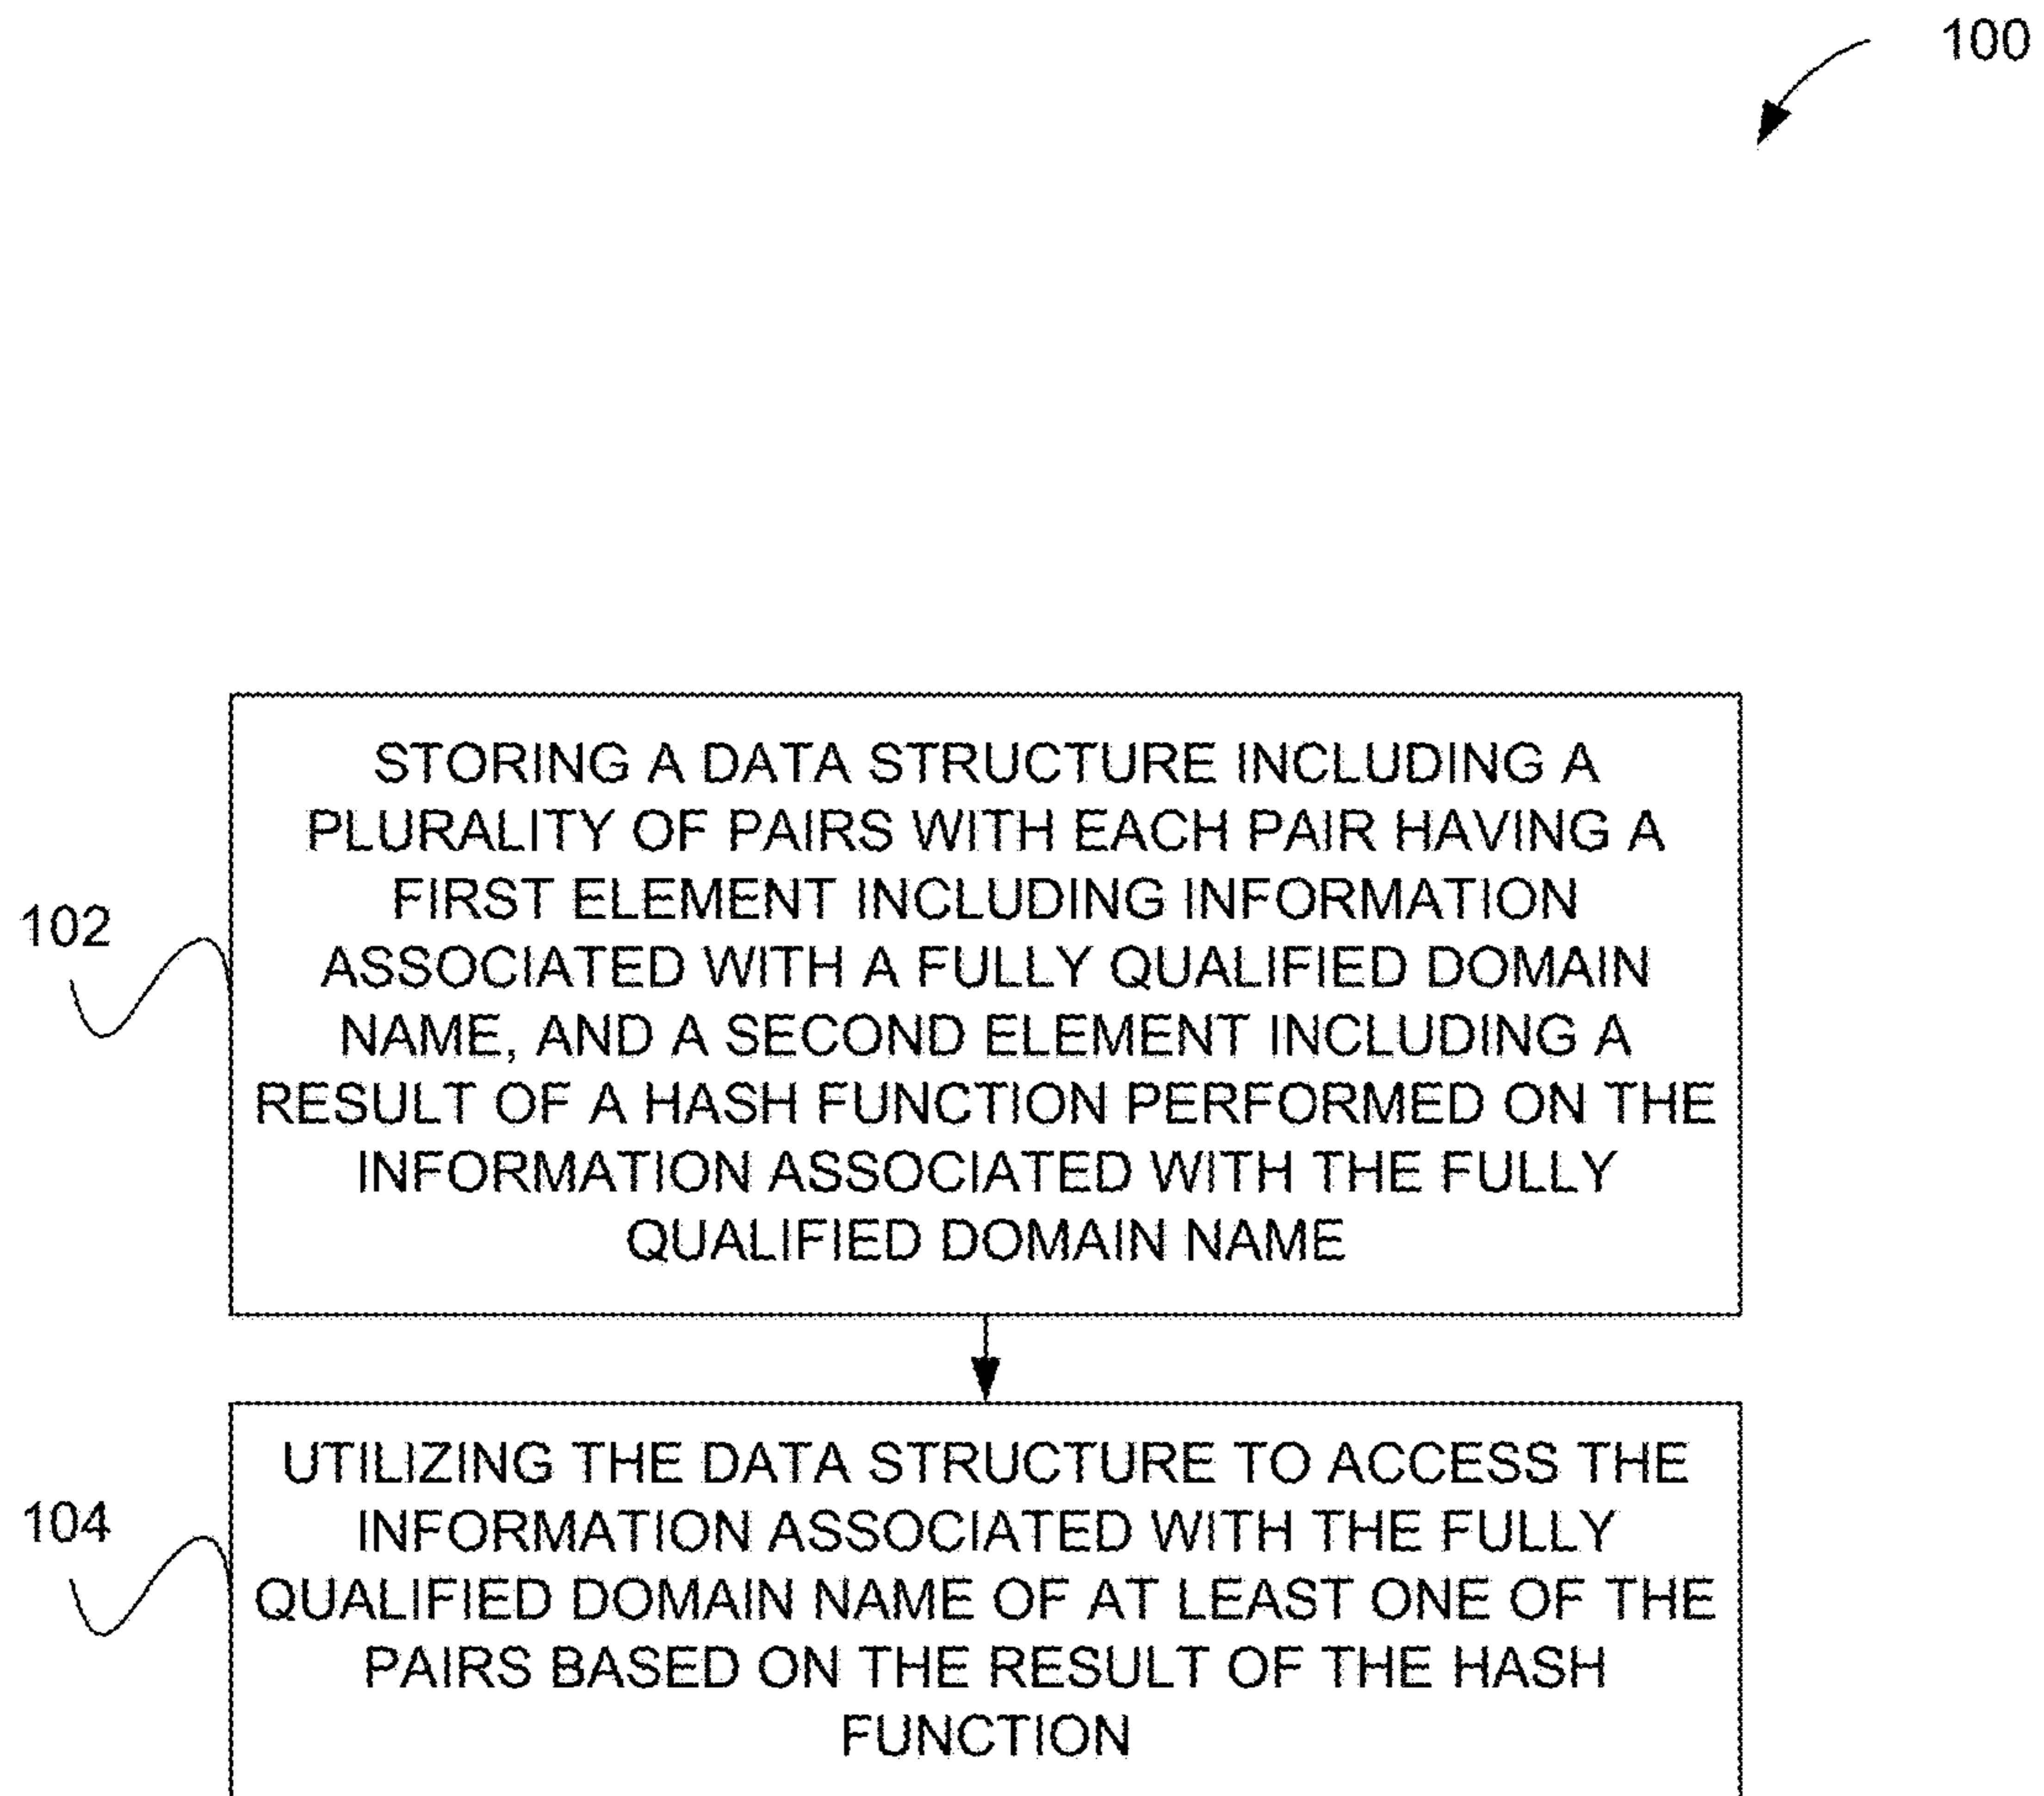 100
STORING A DATA STRUCTURE INCLUDING A
PLURALITY OF PAIRS WITH EACH PAIR HAVING A
FIRST ELEMENT INCLUDING INFORMATION
ASSOCIATED WITH A FULLY QUALIFIED DOMAIN
NAME, AND A SECOND ELEMENT INCLUDING A
RESULT OF A HASH FUNCTION PERFORMED ON THE
INFORMATION ASSOCIATED WITH THE FULLY
QUALIFIED DOMAIN NAME
102
UTILIZING THE DATA STRUCTURE TO ACCESS THE
INFORMATION ASSOCIATED WITH THE FULLY
QUALIFIED DOMAIN NAME OF AT LEAST ONE OF THE
PAIRS BASED ON THE RESULT OF THE HASH
FUNCTION
104